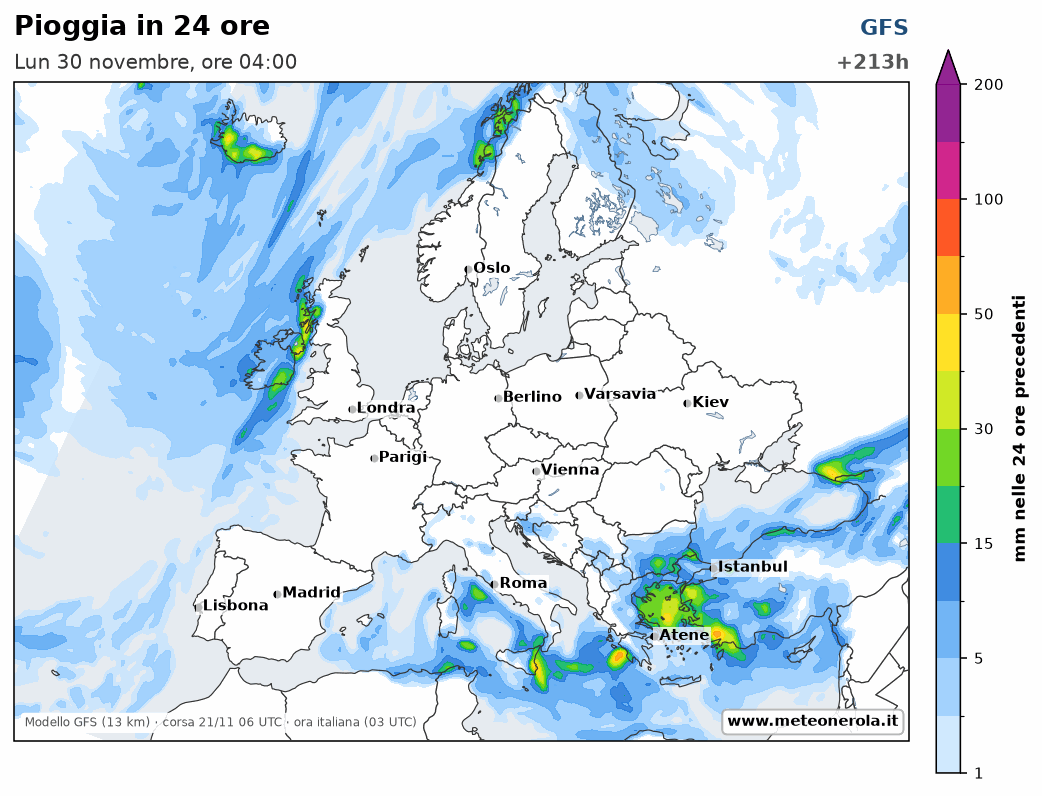 Pioggia in 24 ore
GFS
Lun 30 novembre, ore 04:00
+213h
200
100
50
30
15
5
1
mm nelle 24 ore precedenti
Oslo
Berlino
Varsavia
Kiev
Londra
Parigi
Vienna
Istanbul
Roma
Madrid
Lisbona
Atene
Modello GFS (13 km) · corsa 21/11 06 UTC · ora italiana (03 UTC)
www.meteonerola.it